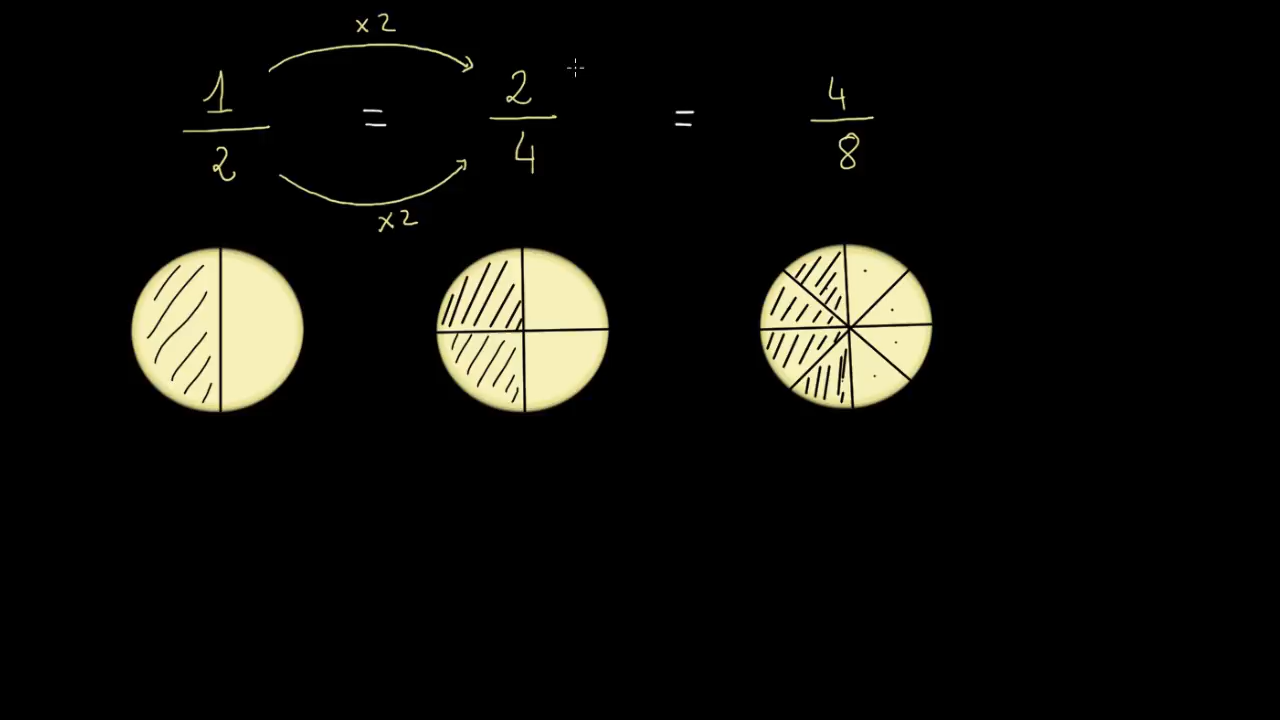 x2
1/2 = 2/4 = 4/8
x2